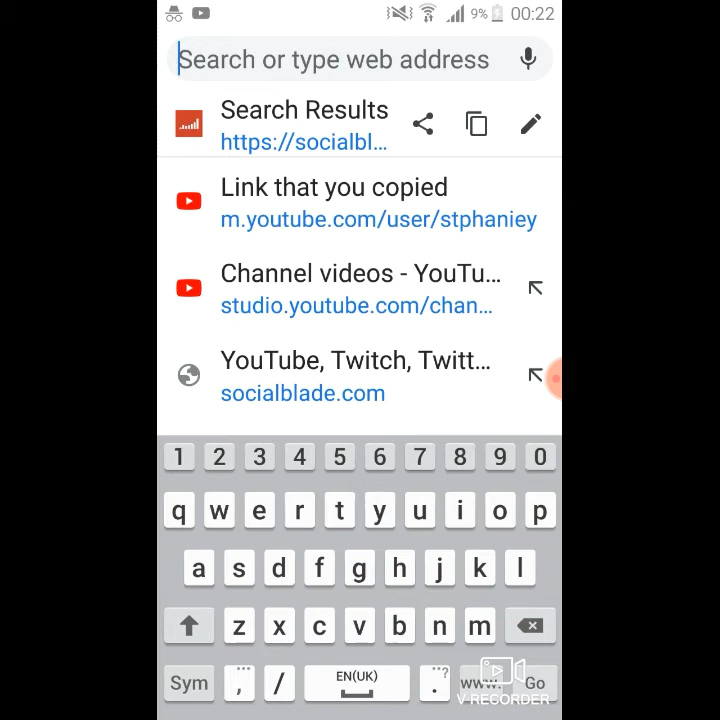 9% 00:22
Search or type web address
Search Results
https://socialbl...
Link that you copied
m.youtube.com/user/stphaniey
Channel videos - YouTu...
studio.youtube.com/chan...
YouTube, Twitch, Twitt...
socialblade.com
1 2 3 4 5 6 7 8 9 0
q w e r t y u i o p
a s d f g h j k l
z x c v b n m
Sym , / EN(UK) . ...? www. Go
V RECORDER